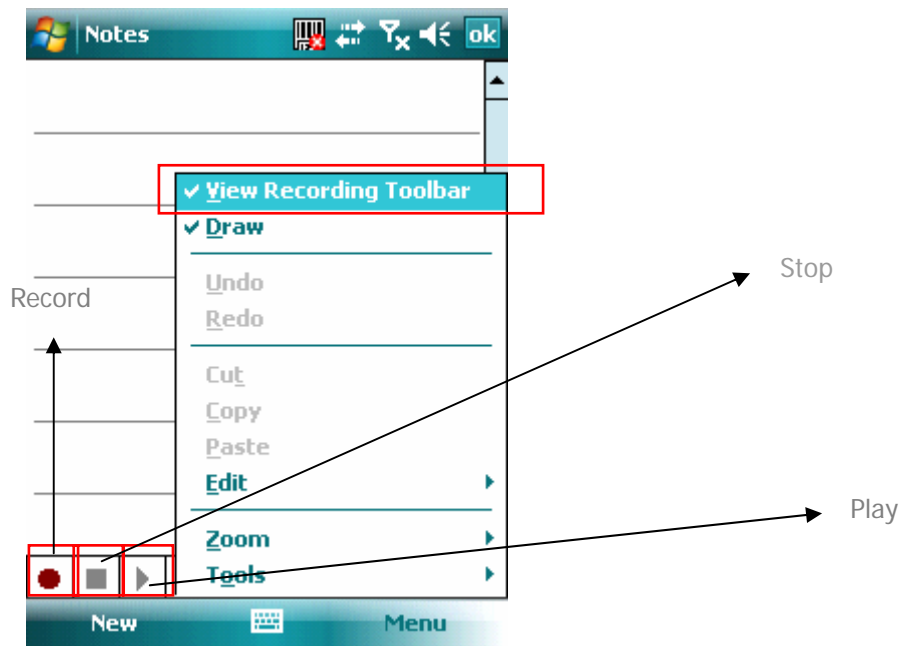 Notes
ok
View Recording Toolbar
Draw
Undo
Stop
Record
Redo
Cut
Copy
Paste
Edit
Play
Zoom
Tools
New
Menu